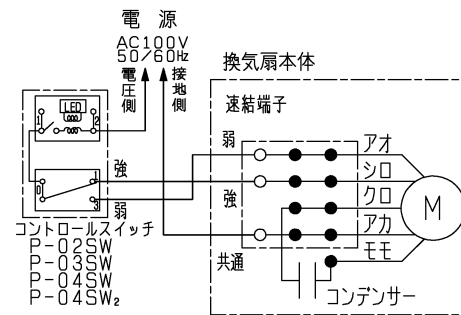 電源
AC100V
50/60Hz
電圧側
接地側
換気扇本体
速結端子
LED
1
2
弱
アオ
強
シロ
0
1
3
強
クロ
M
弱
アカ
コントロールスイッチ
共通
モモ
P-02SW
P-03SW
P-04SW
P-04SW₂
コンデンサー